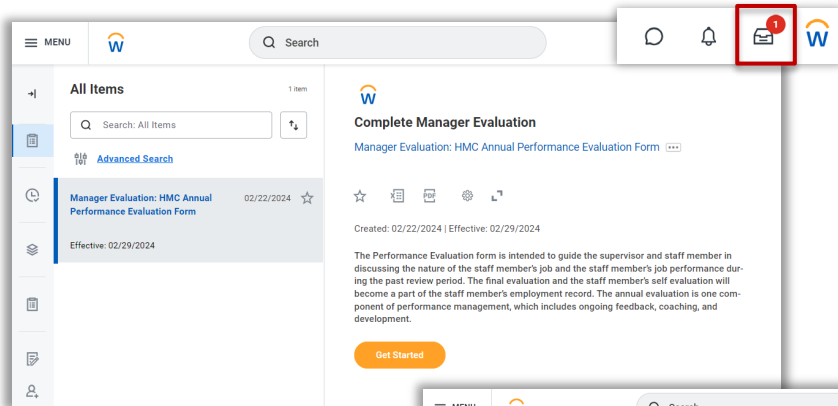 MENU
Search
1
All Items
1 item
Search: All Items
Advanced Search
Manager Evaluation: HMC Annual
Performance Evaluation Form
02/22/2024
Effective: 02/29/2024
Complete Manager Evaluation
Manager Evaluation: HMC Annual Performance Evaluation Form
PDF
Created: 02/22/2024 | Effective: 02/29/2024
The Performance Evaluation form is intended to guide the supervisor and staff member in
discussing the nature of the staff member's job and the staff member's job performance dur-
ing the past review period. The final evaluation and the staff member's self evaluation will
become a part of the staff member's employment record. The annual evaluation is one com-
ponent of performance management, which includes ongoing feedback, coaching, and
development.
Get Started
MENU
Search